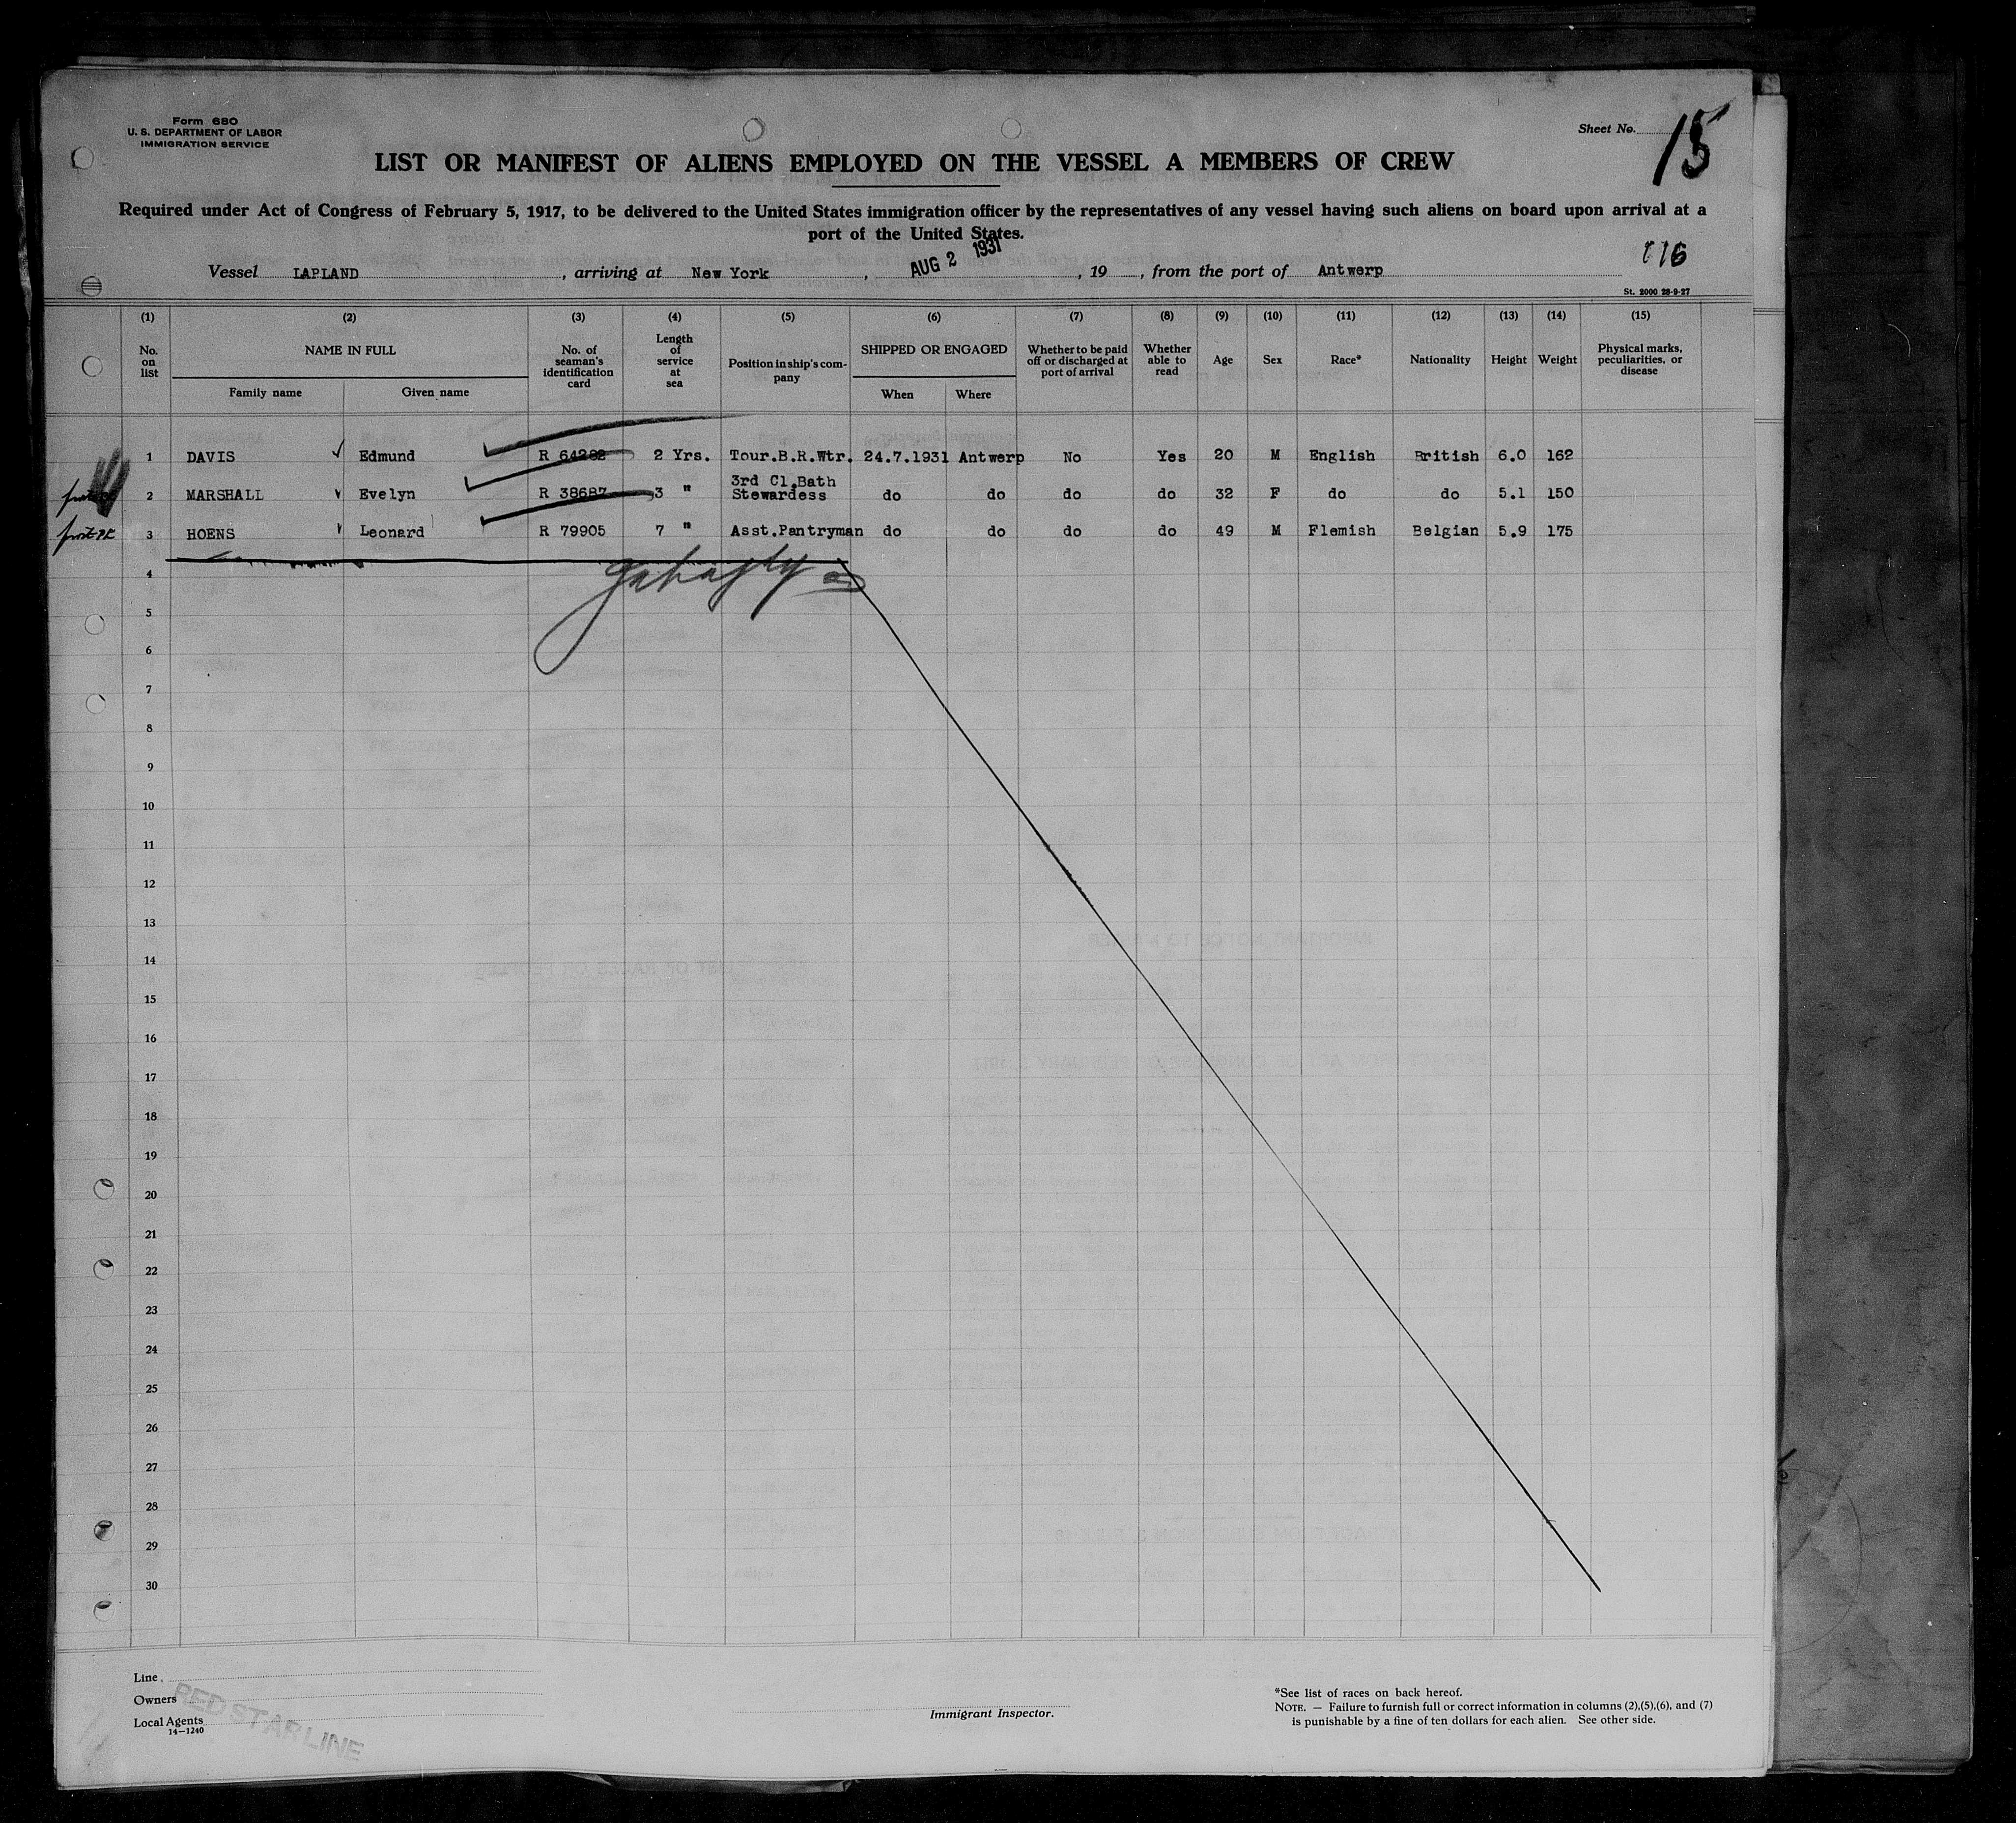 Form 680
U. S. DEPARTMENT OF LABOR
IMMIGRATION SERVICE
Sheet No. 15
LIST OR MANIFEST OF ALIENS EMPLOYED ON THE VESSEL A MEMBERS OF CREW
Required under Act of Congress of February 5, 1917, to be delivered to the United States immigration officer by the representatives of any vessel having such aliens on board upon arrival at a
port of the United States.
116
Vessel LAPLAND, arriving at New York, AUG 2 1931, 19, from the port of Antwerp
St. 2000 28-9-27
(1) (2) (3) (4) (5) (6) (7) (8) (9) (10) (11) (12) (13) (14) (15)
No. on list NAME IN FULL Family name Given name No. of seaman's identification card Length of service at sea Position in ship's company SHIPPED OR ENGAGED When Where Whether to be paid off or discharged at port of arrival Whether able to read Age Sex Race* Nationality Height Weight Physical marks, peculiarities, or disease
1 DAVIS Edmund R 64282 2 Yrs. Tour.B.R.Wtr. 24.7.1931 Antwerp No Yes 20 M English British 6.0 162
2 MARSHALL Evelyn R 38687 3 " 3rd Cl.Bath Stewardess do do do do 32 F do do 5.1 150
3 HOENS Leonard R 79905 7 " Asst.Pantryman do do do do 49 M Flemish Belgian 5.9 175
4
5
6
7
8
9
10
11
12
13
14
15
16
17
18
19
20
21
22
23
24
25
26
27
28
29
30
Line
Owners
Local Agents
14—1240
RED STAR LINE
Immigrant Inspector.
*See list of races on back hereof.
NOTE. — Failure to furnish full or correct information in columns (2),(5),(6), and (7)
is punishable by a fine of ten dollars for each alien. See other side.